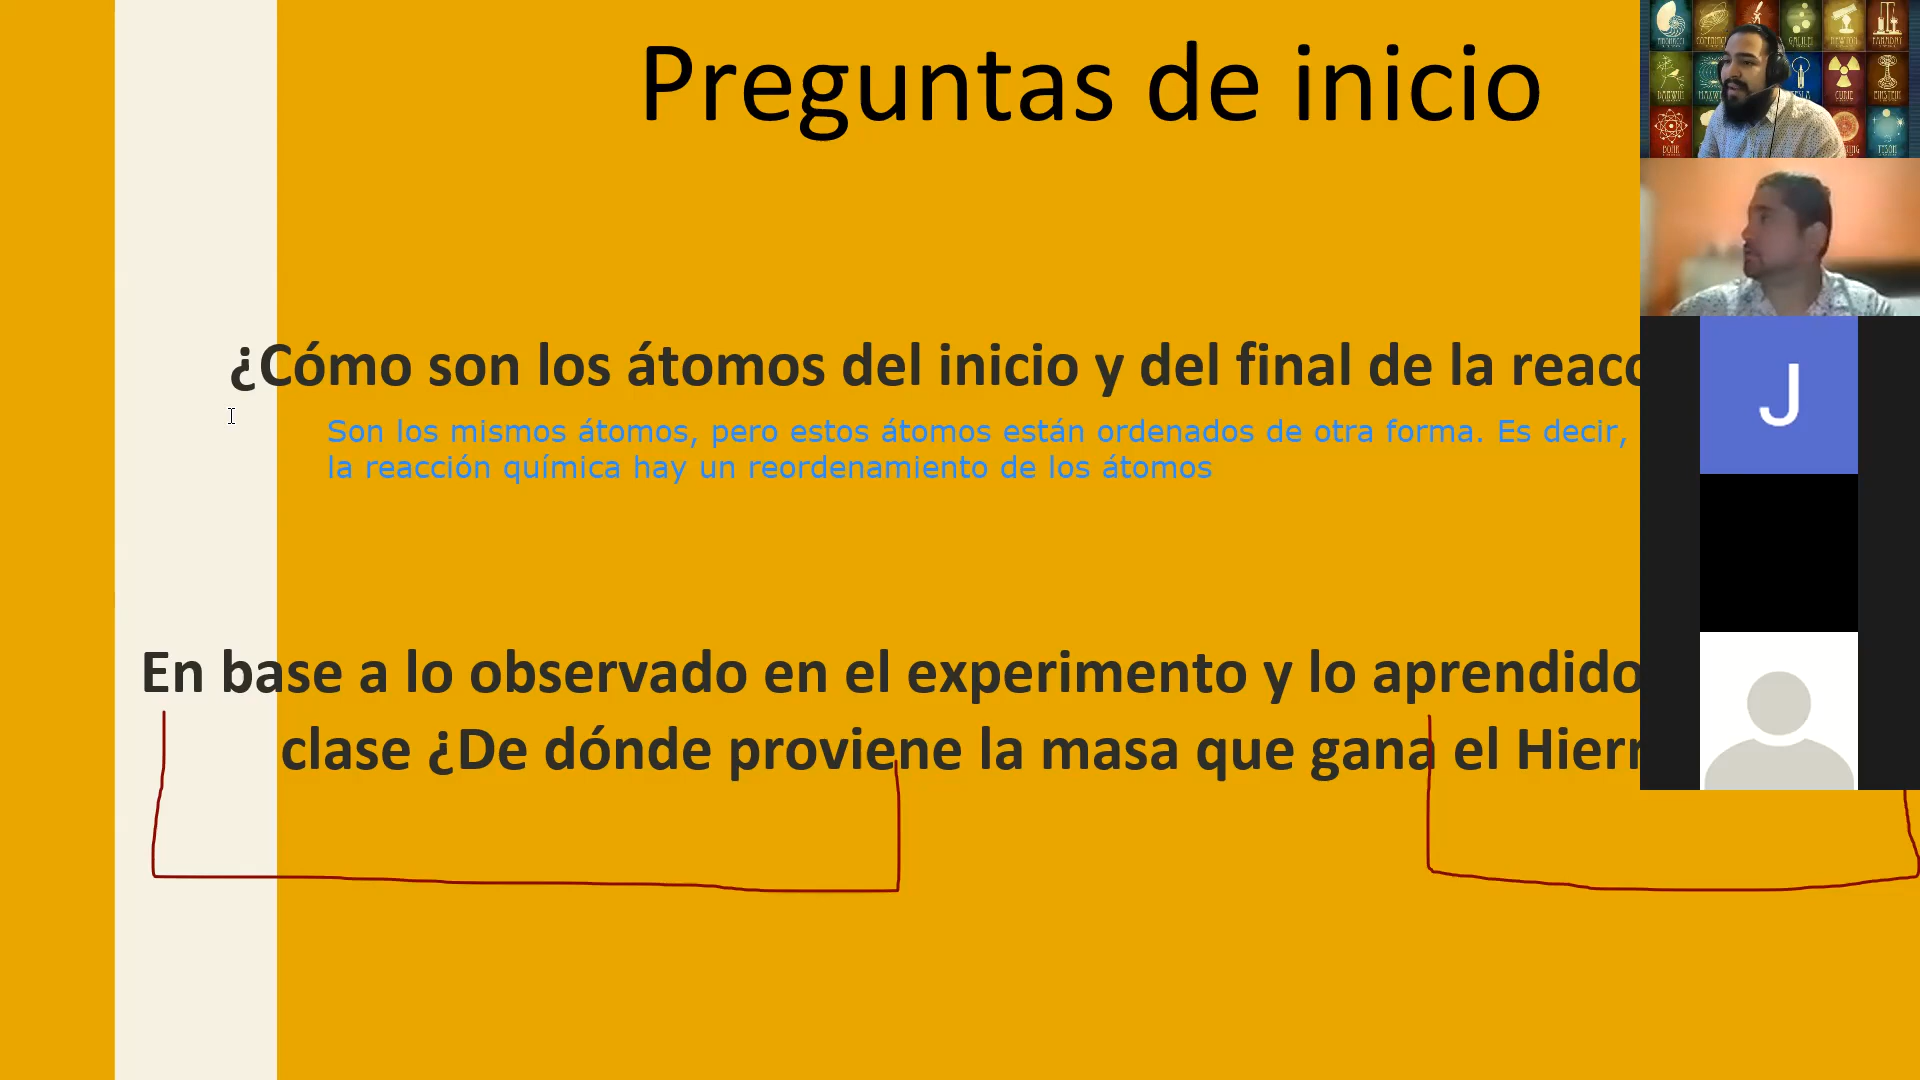 Preguntas de inicio
¿Cómo son los átomos del inicio y del final de la reacc
Son los mismos átomos, pero estos átomos están ordenados de otra forma. Es decir,
la reacción química hay un reordenamiento de los átomos
En base a lo observado en el experimento y lo aprendido
clase ¿De dónde proviene la masa que gana el Hierr
J
CURIE